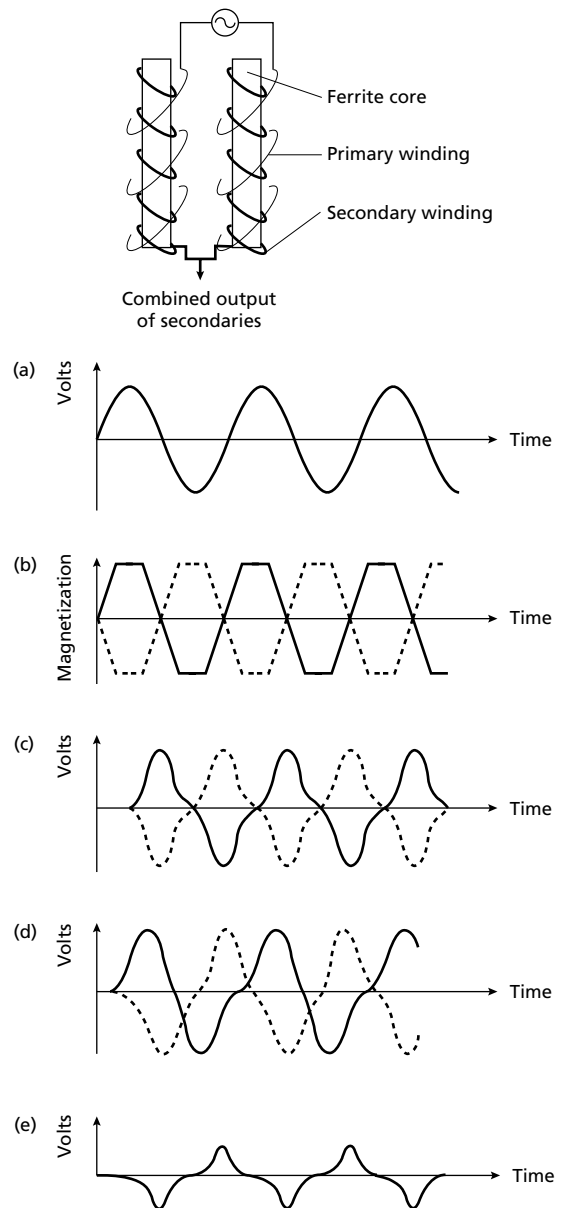 Ferrite core
Primary winding
Secondary winding
Combined output
of secondaries
(a)
Volts
Time
(b)
Magnetization
Time
(c)
Volts
Time
(d)
Volts
Time
(e)
Volts
Time